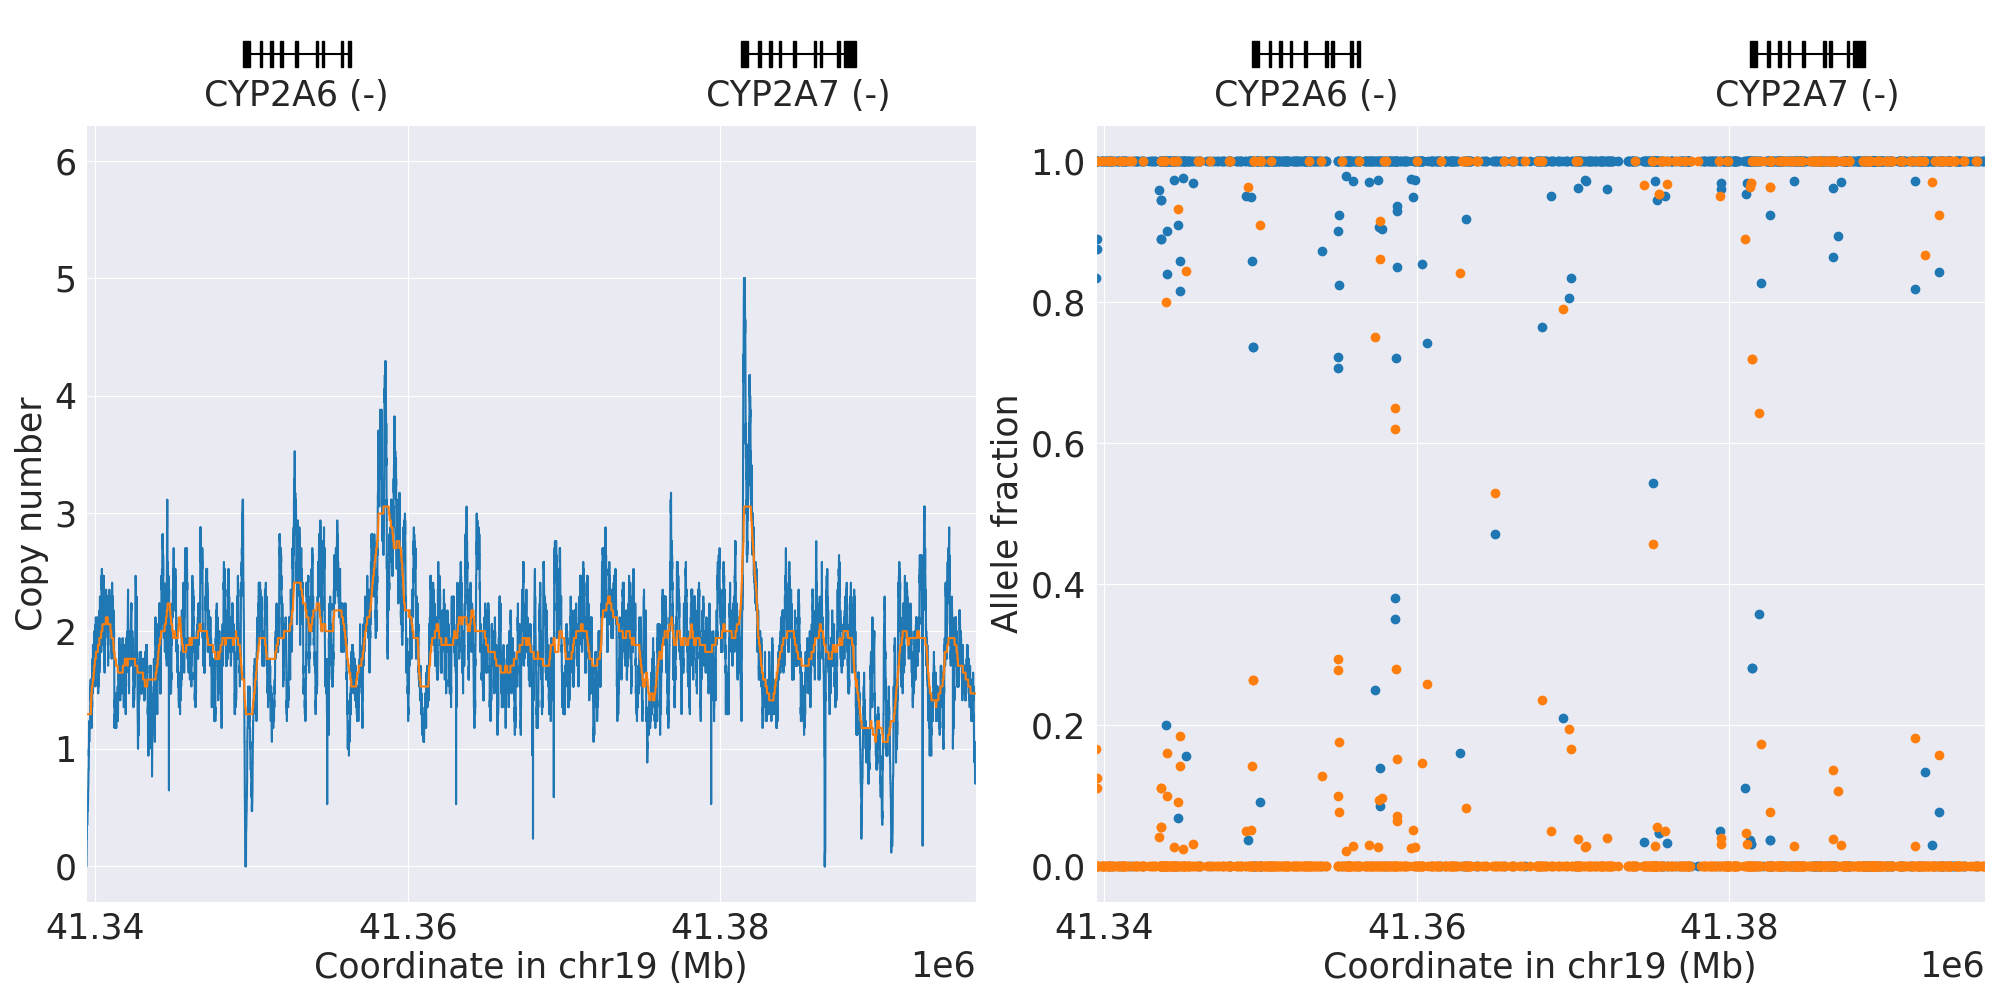 CYP2A6 (-)
CYP2A7 (-)
6
5
4
3
2
1
0
Copy number
41.34
41.36
41.38
Coordinate in chr19 (Mb)
1e6
CYP2A6 (-)
CYP2A7 (-)
1.0
0.8
0.6
0.4
0.2
0.0
Allele fraction
41.34
41.36
41.38
Coordinate in chr19 (Mb)
1e6